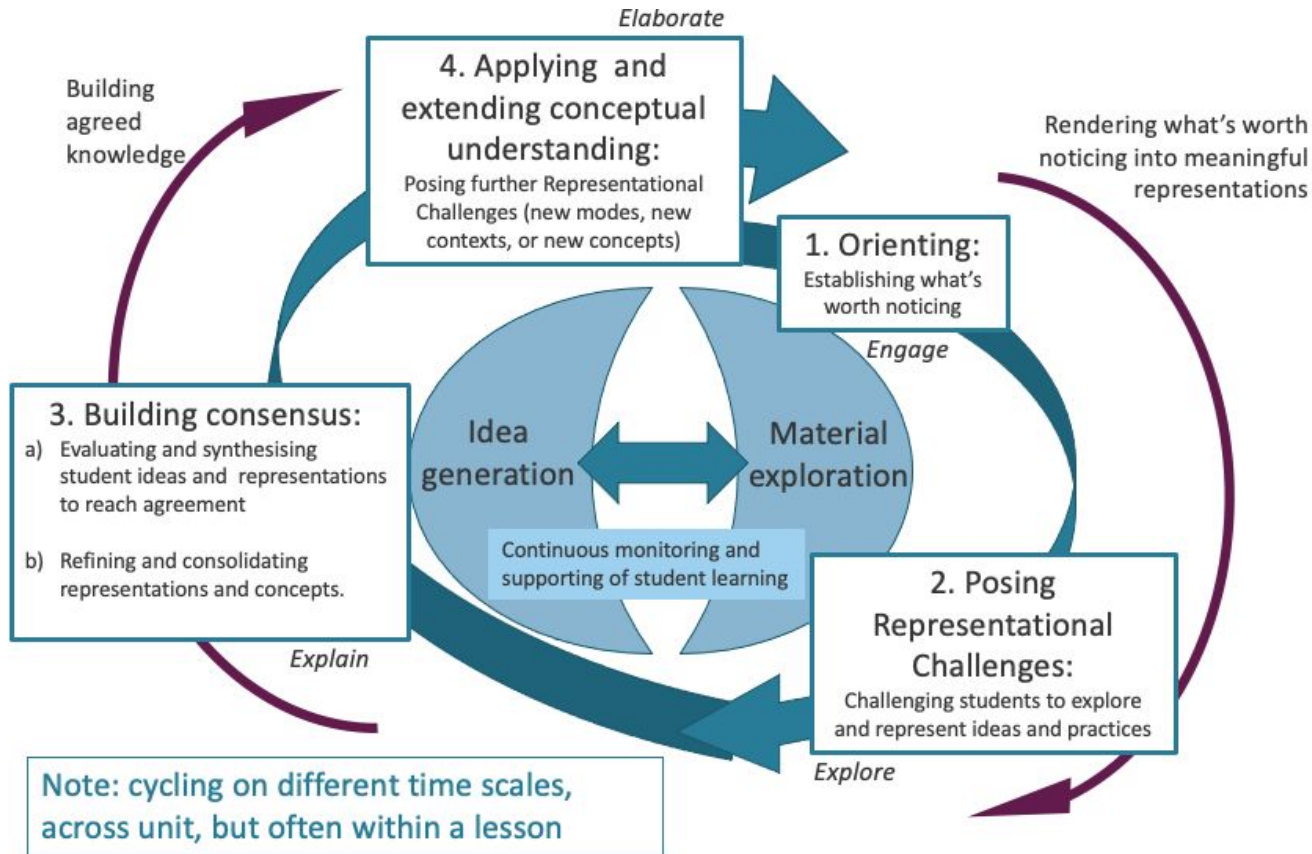 Elaborate
4. Applying and
extending conceptual
understanding:
Posing further Representational
Challenges (new modes, new
contexts, or new concepts)
Building
agreed
knowledge
Rendering what's worth
noticing into meaningful
representations
1. Orienting:
Establishing what's
worth noticing
Engage
3. Building consensus:
a) Evaluating and synthesising
student ideas and representations
to reach agreement
b) Refining and consolidating
representations and concepts.
Explain
Idea
generation
Material
exploration
Continuous monitoring and
supporting of student learning
2. Posing
Representational
Challenges:
Challenging students to explore
and represent ideas and practices
Explore
Note: cycling on different time scales,
across unit, but often within a lesson